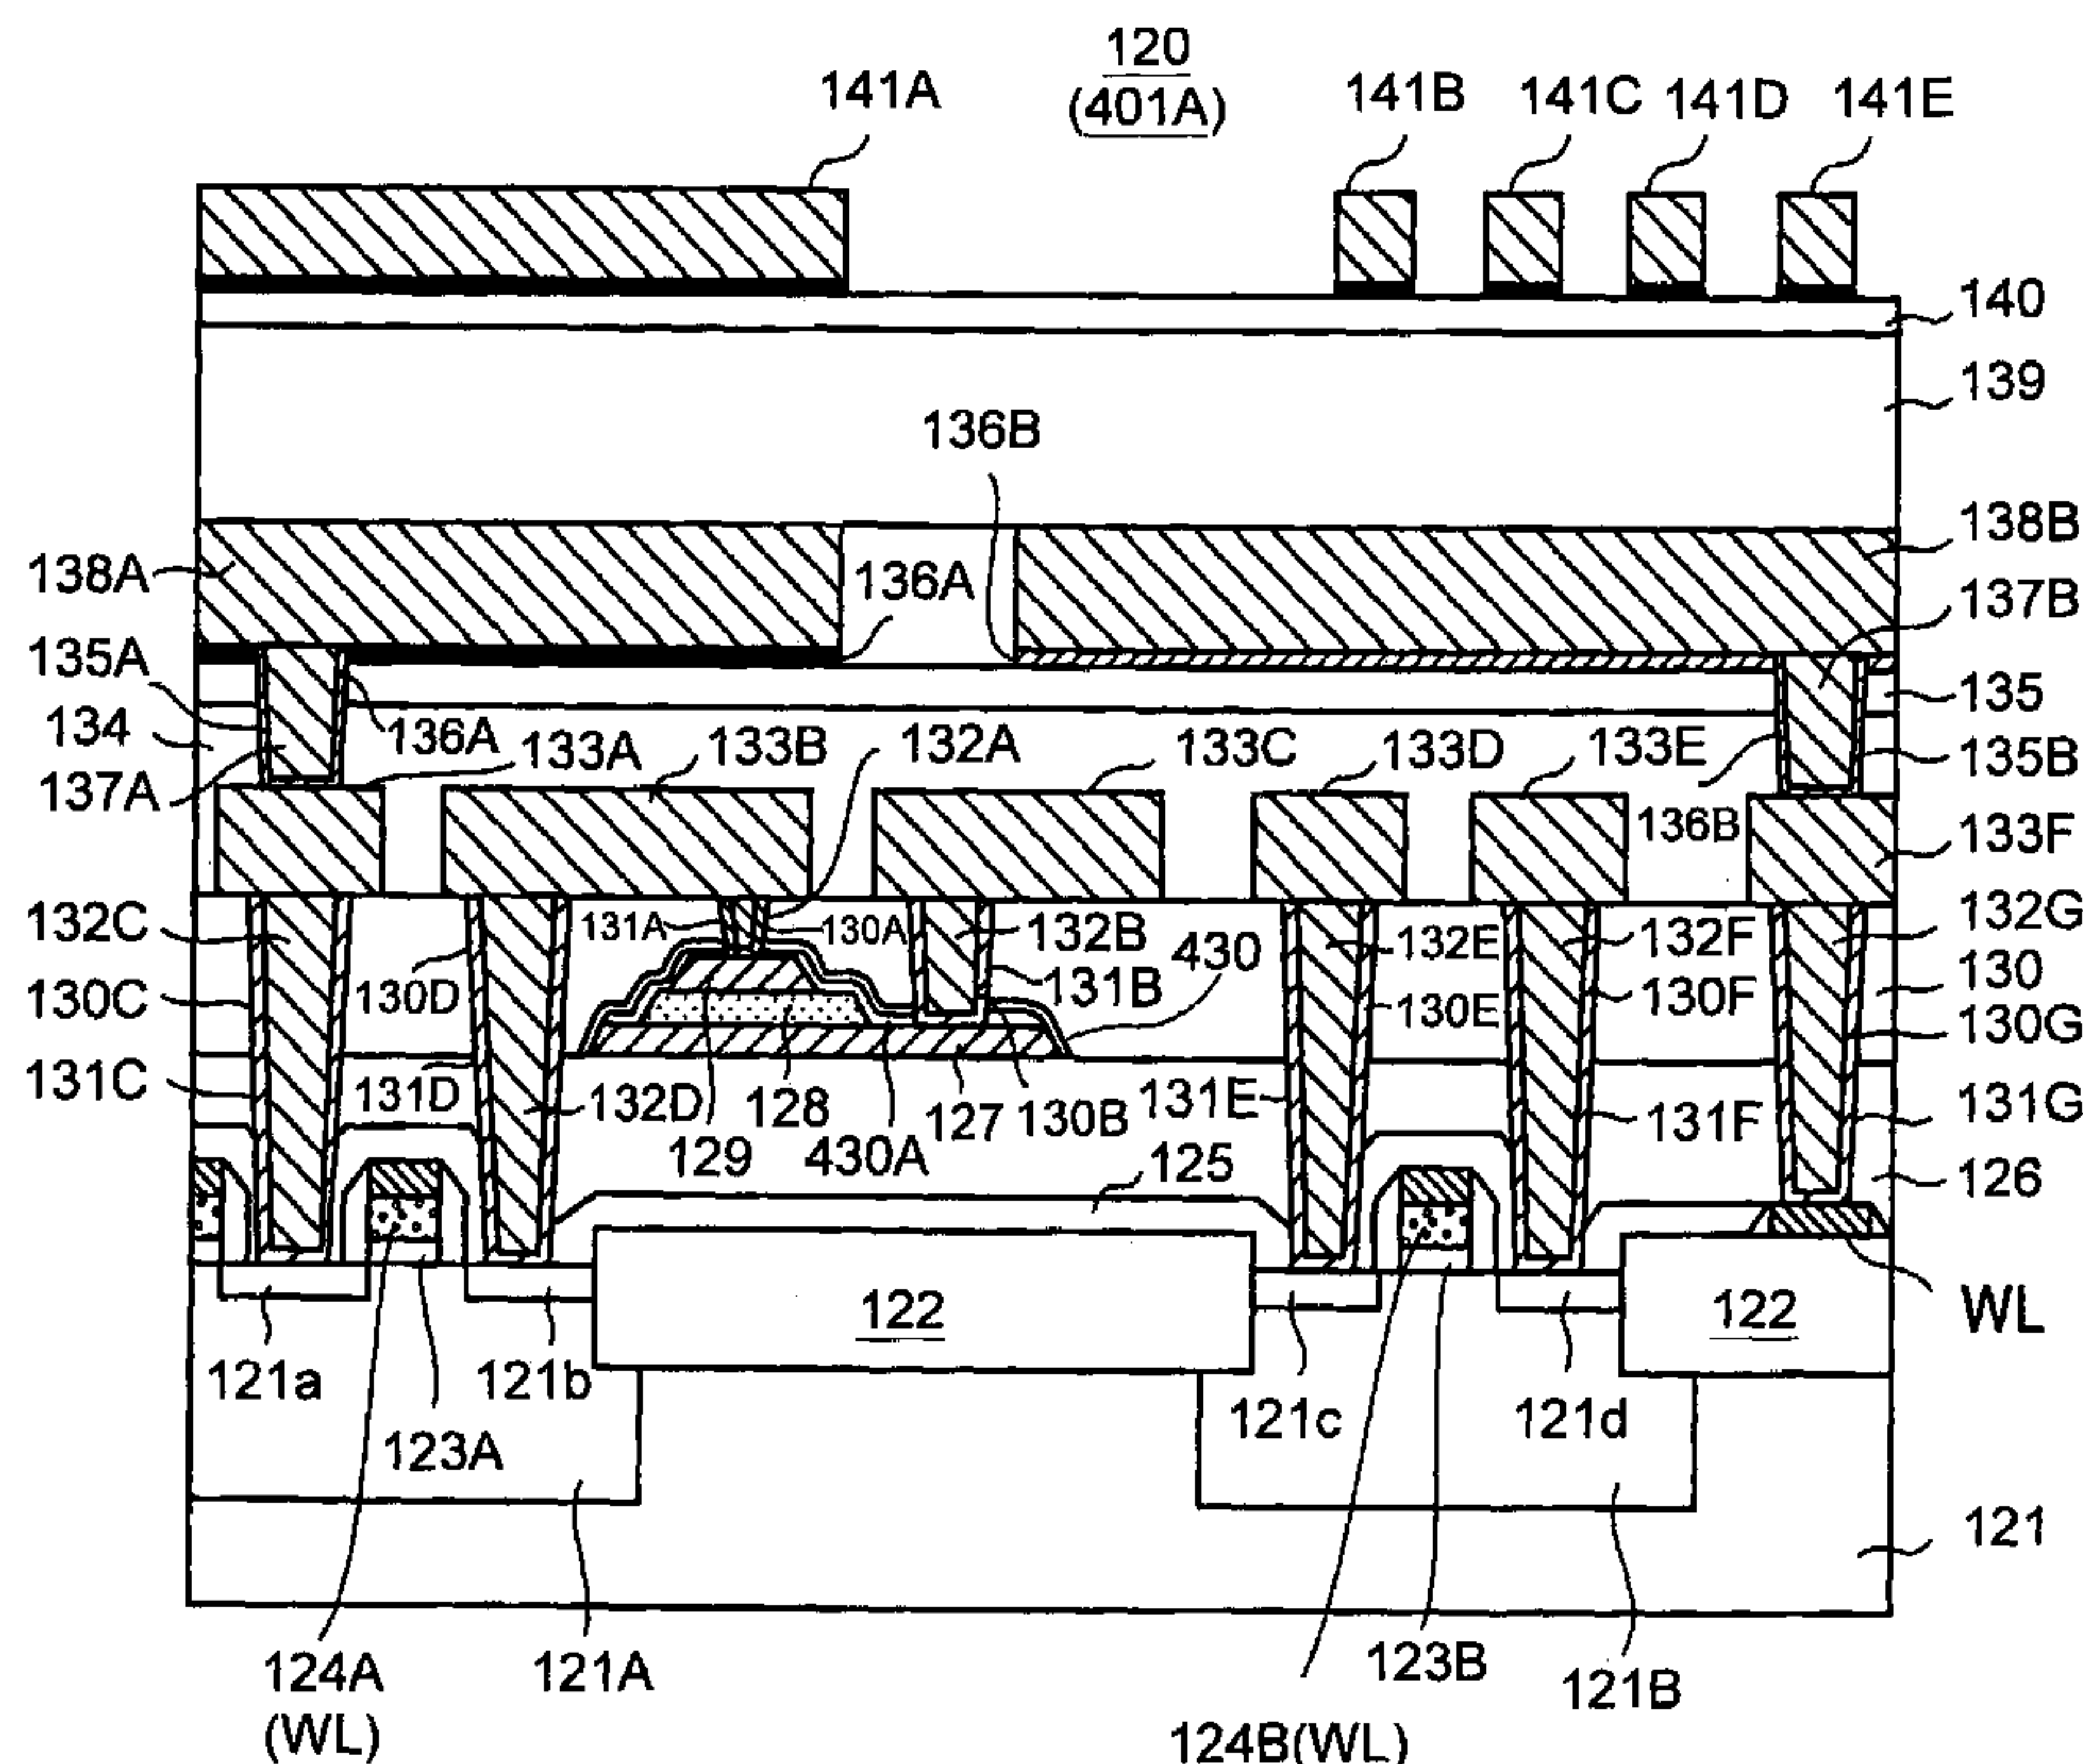 120
(401A)
141A
141B
141C
141D
141E
140
139
136B
138B
138A
136A
137B
135A
135
134
136A
133A
133B
132A
133C
133D
133E
135B
137A
136B
133F
132C
131A
130A
132B
430
132E
132F
132G
130
130C
130D
131B
130E
130F
130G
131C
131D
132D
128
127
130B
131E
131F
131G
129
430A
125
126
122
122
WL
121a
121b
121c
121d
123A
121
124A
(WL)
121A
123B
121B
124B(WL)